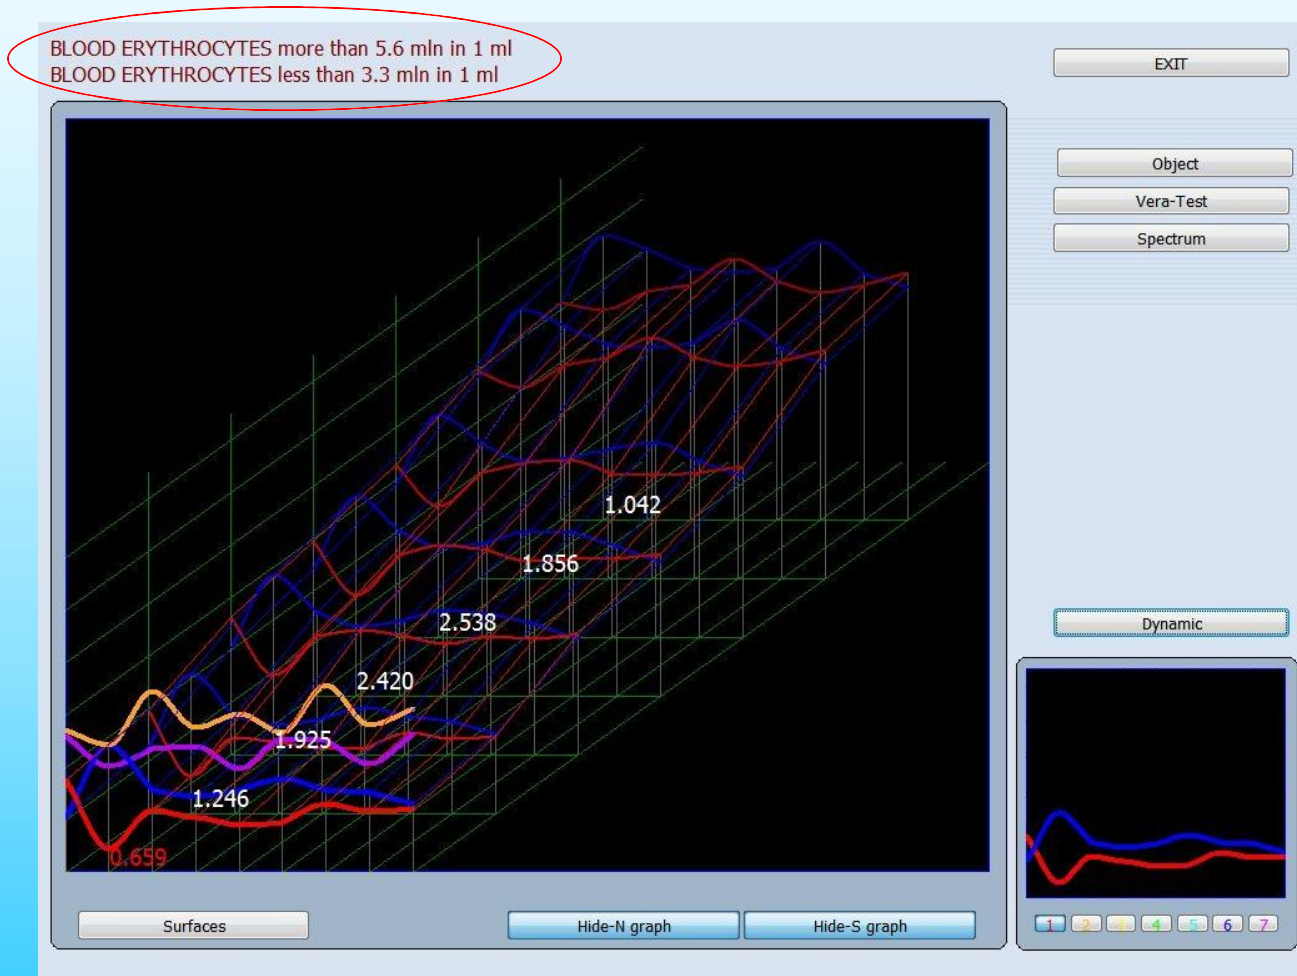 BLOOD ERYTHROCYTES more than 5.6 mln in 1 ml
BLOOD ERYTHROCYTES less than 3.3 mln in 1 ml
EXIT
Object
Vera-Test
Spectrum
1.042
1.856
2.538
2.420
1.925
1.246
0.659
Dynamic
Surfaces
Hide-N graph
Hide-S graph
1 2 3 4 5 6 7